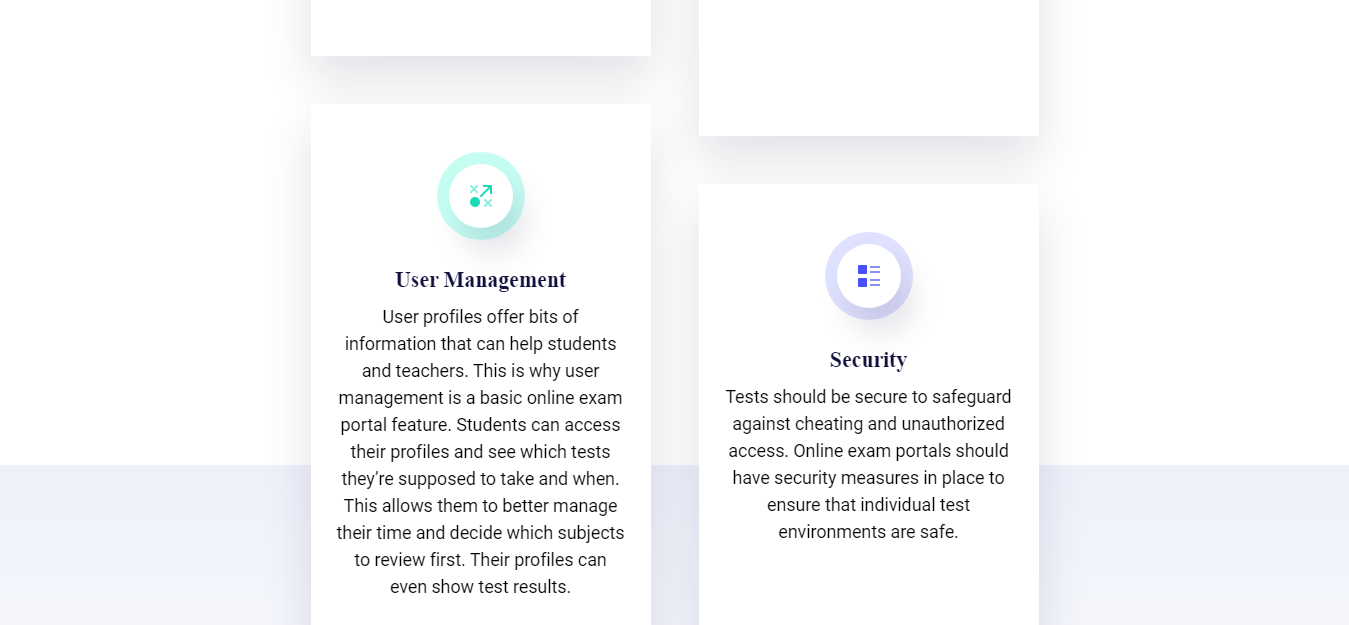 User Management
User profiles offer bits of
information that can help students
and teachers. This is why user
management is a basic online exam
portal feature. Students can access
their profiles and see which tests
they’re supposed to take and when.
This allows them to better manage
their time and decide which subjects
to review first. Their profiles can
even show test results.
Security
Tests should be secure to safeguard
against cheating and unauthorized
access. Online exam portals should
have security measures in place to
ensure that individual test
environments are safe.